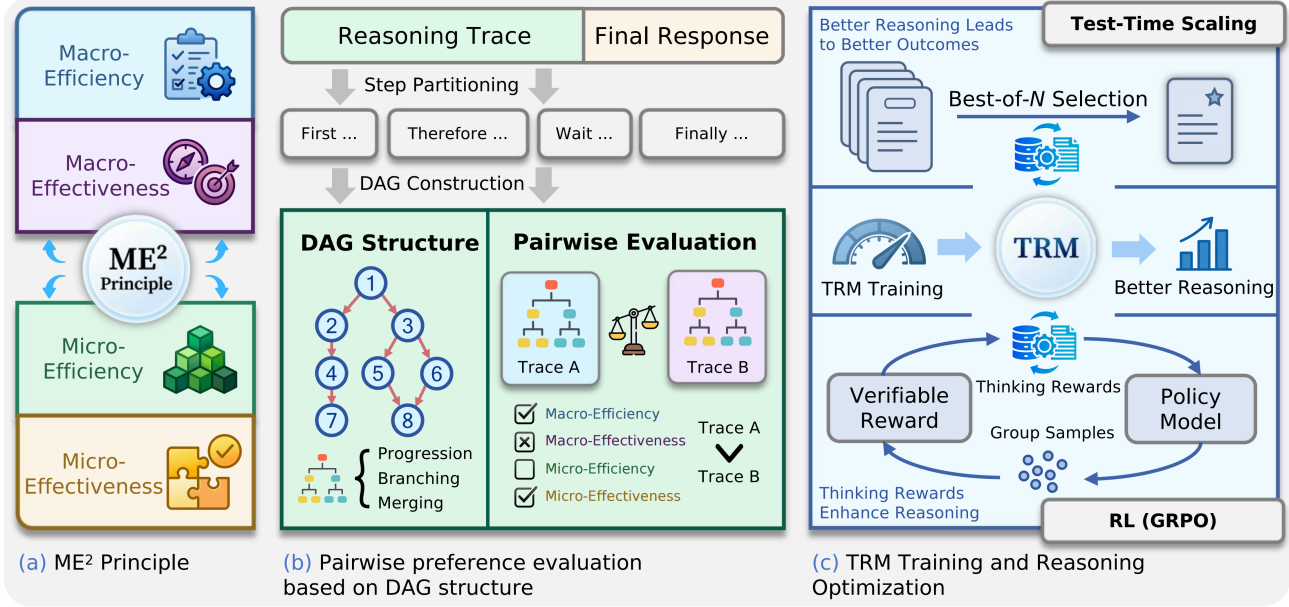 Macro-
Efficiency
Macro-
Effectiveness
ME²
Principle
Micro-
Efficiency
Micro-
Effectiveness
(a) ME² Principle
Reasoning Trace
Final Response
Step Partitioning
First ...
Therefore ...
Wait ...
Finally ...
DAG Construction
DAG Structure
1
2
3
4
5
6
7
8
Progression
Branching
Merging
Pairwise Evaluation
Trace A
Trace B
Macro-Efficiency
Macro-Effectiveness
Micro-Efficiency
Micro-Effectiveness
Trace A
Trace B
(b) Pairwise preference evaluation
based on DAG structure
Test-Time Scaling
Better Reasoning Leads
to Better Outcomes
Best-of-N Selection
TRM Training
TRM
Better Reasoning
Thinking Rewards
Verifiable
Reward
Policy
Model
Group Samples
Thinking Rewards
Enhance Reasoning
RL (GRPO)
(c) TRM Training and Reasoning
Optimization